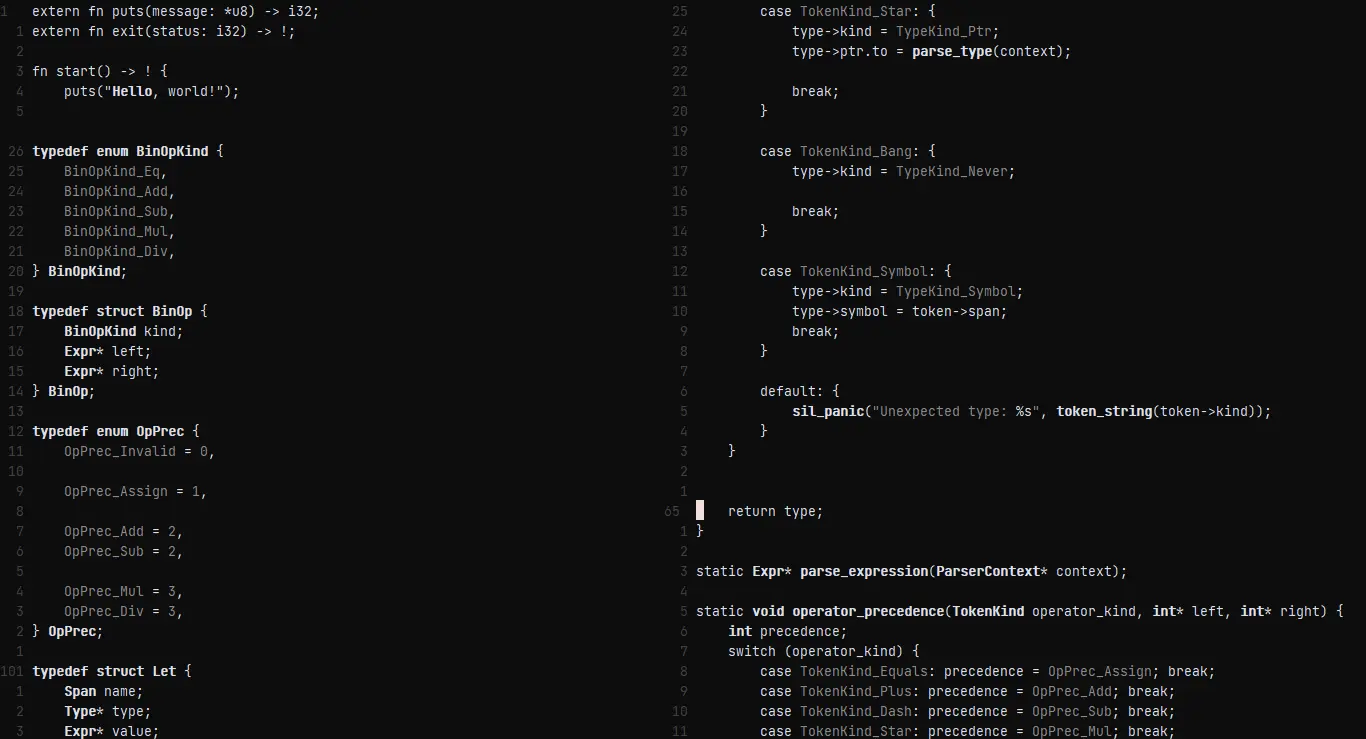 1   extern fn puts(message: *u8) -> i32;
  1 extern fn exit(status: i32) -> !;
  2
  3 fn start() -> ! {
  4     puts("Hello, world!");
  5
 26 typedef enum BinOpKind {
 25     BinOpKind_Eq,
 24     BinOpKind_Add,
 23     BinOpKind_Sub,
 22     BinOpKind_Mul,
 21     BinOpKind_Div,
 20 } BinOpKind;
 19
 18 typedef struct BinOp {
 17     BinOpKind kind;
 16     Expr* left;
 15     Expr* right;
 14 } BinOp;
 13
 12 typedef enum OpPrec {
 11     OpPrec_Invalid = 0,
 10
  9     OpPrec_Assign = 1,
  8
  7     OpPrec_Add = 2,
  6     OpPrec_Sub = 2,
  5
  4     OpPrec_Mul = 3,
  3     OpPrec_Div = 3,
  2 } OpPrec;
  1
101 typedef struct Let {
  1     Span name;
  2     Type* type;
  3     Expr* value;
 25         case TokenKind_Star: {
 24             type->kind = TypeKind_Ptr;
 23             type->ptr.to = parse_type(context);
 22
 21             break;
 20         }
 19
 18         case TokenKind_Bang: {
 17             type->kind = TypeKind_Never;
 16
 15             break;
 14         }
 13
 12         case TokenKind_Symbol: {
 11             type->kind = TypeKind_Symbol;
 10             type->symbol = token->span;
  9             break;
  8         }
  7
  6         default: {
  5             sil_panic("Unexpected type: %s", token_string(token->kind));
  4         }
  3     }
  2
  1
65      return type;
  1 }
  2
  3 static Expr* parse_expression(ParserContext* context);
  4
  5 static void operator_precedence(TokenKind operator_kind, int* left, int* right) {
  6     int precedence;
  7     switch (operator_kind) {
  8         case TokenKind_Equals: precedence = OpPrec_Assign; break;
  9         case TokenKind_Plus: precedence = OpPrec_Add; break;
 10         case TokenKind_Dash: precedence = OpPrec_Sub; break;
 11         case TokenKind_Star: precedence = OpPrec_Mul; break;